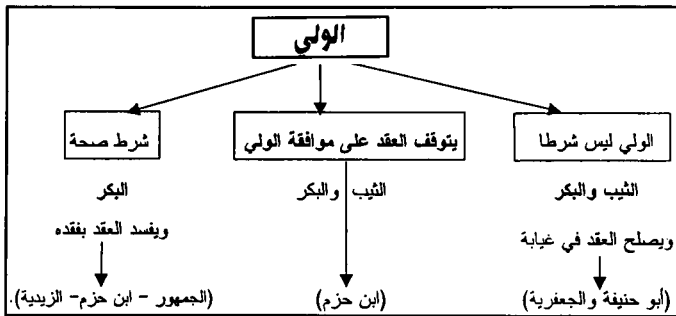 الولي
الولي ليس شرطا
يتوقف العقد على موافقة الولي
شرط صحة
الثيب والبكر
الثيب والبكر
البكر
ويصلح العقد في غيابة
ويفسد العقد بفقده
(أبو حنيفة والجعفرية)
(ابن حزم)
(الجمهور – ابن حزم– الزيدية).